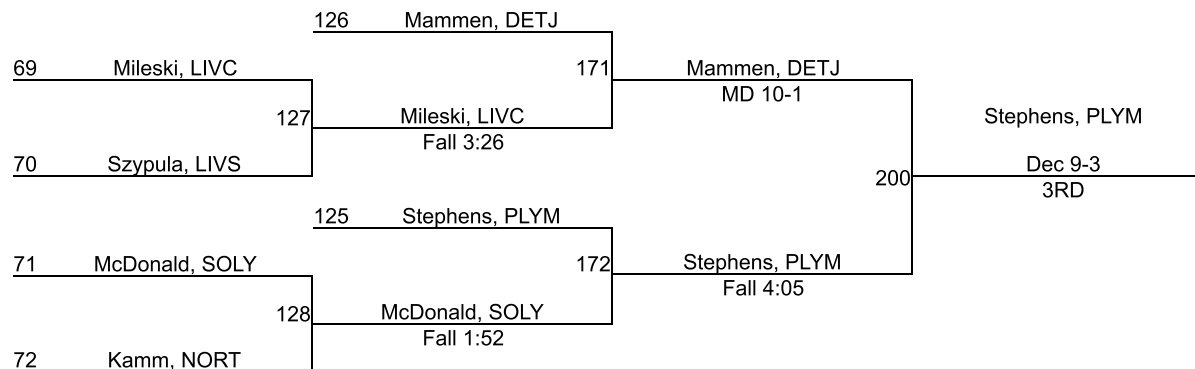 126 Mammen, DETJ
69 Mileski, LIVC
171 Mammen, DETJ
MD 10-1
127 Mileski, LIVC
Fall 3:26
Stephens, PLYM
70 Szypula, LIVS
Dec 9-3
200
3RD
125 Stephens, PLYM
71 McDonald, SOLY
172 Stephens, PLYM
Fall 4:05
128 McDonald, SOLY
Fall 1:52
72 Kamm, NORT